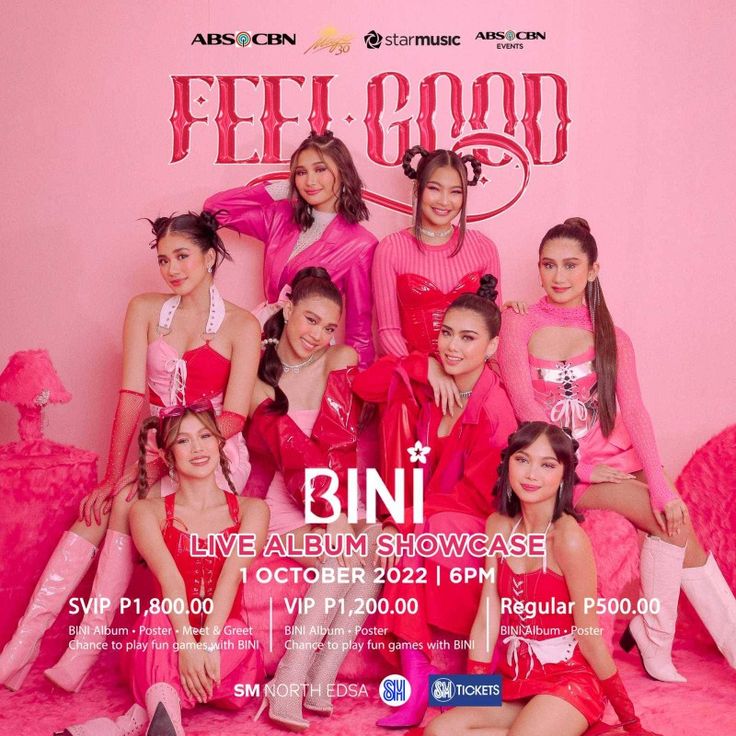 ABS-CBN Magic 30 starmusic ABS-CBN
EVENTS
FEEL·GOOD
BINI
LIVE ALBUM SHOWCASE
1 OCTOBER 2022 | 6PM
SVIP P1,800.00
BINI Album • Poster • Meet & Greet
Chance to play fun games with BINI
VIP P1,200.00
BINI Album • Poster
Chance to play fun games with BINI
Regular P500.00
BINI Album • Poster
SM NORTH EDSA SM SM TICKETS